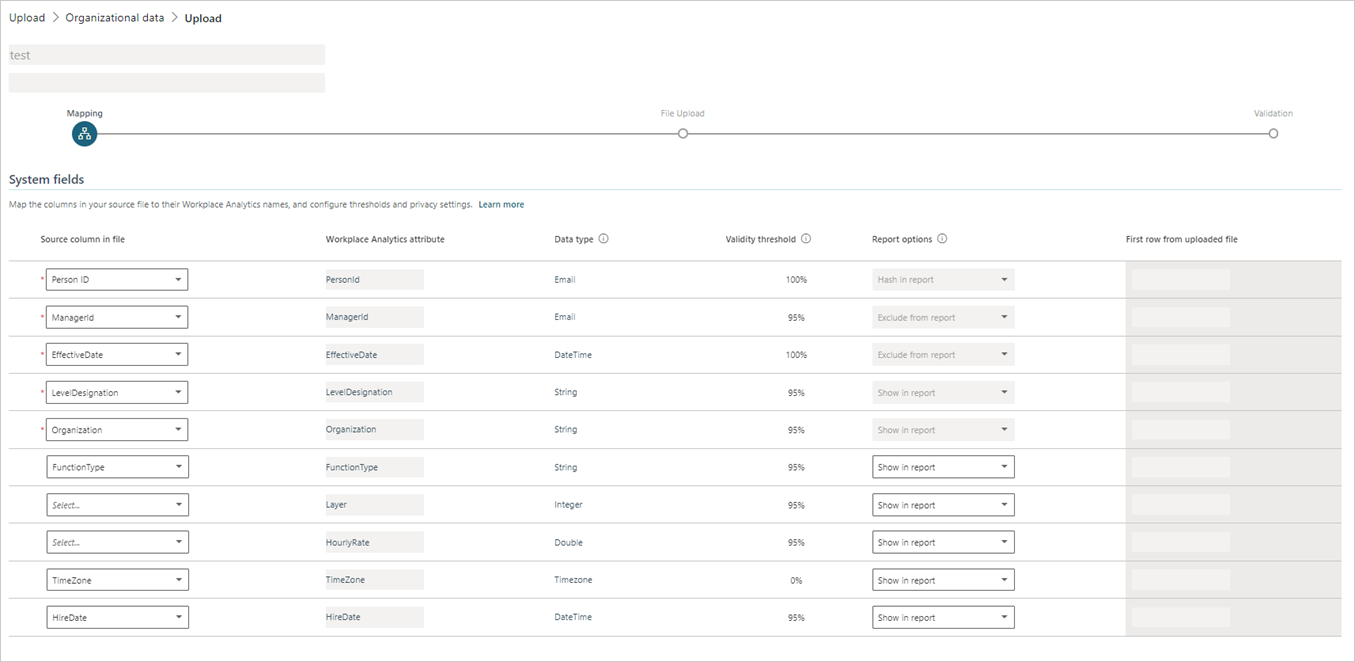 Upload > Organizational data > Upload
test
Mapping File Upload Validation
System fields
Map the columns in your source file to their Workplace Analytics names, and configure thresholds and privacy settings. Learn more
Source column in file Workplace Analytics attribute Data type Validity threshold Report options First row from uploaded file
* Person ID PersonId Email 100% Hash in report
* ManagerId ManagerId Email 95% Exclude from report
* EffectiveDate EffectiveDate DateTime 100% Exclude from report
* LevelDesignation LevelDesignation String 95% Show in report
* Organization Organization String 95% Show in report
FunctionType FunctionType String 95% Show in report
Select... Layer Integer 95% Show in report
Select... HourlyRate Double 95% Show in report
TimeZone TimeZone Timezone 0% Show in report
HireDate HireDate DateTime 95% Show in report